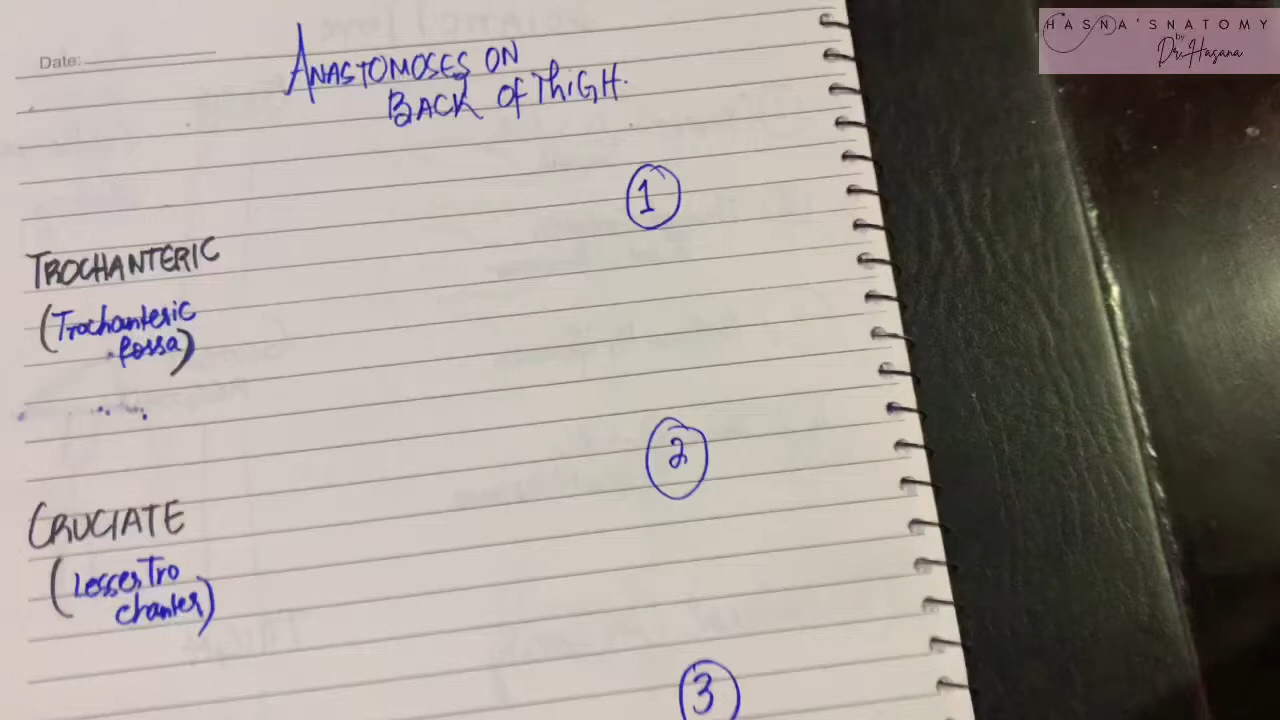 HASNA'SNATOMY
by
Dr.Hasana
Date:
ANASTOMOSES ON
BACK Of THiGH.
1
TROCHANTERIC
(Trochanteric
fossa)
2
CRUCIATE
(Lesser Tro
chanter)
3